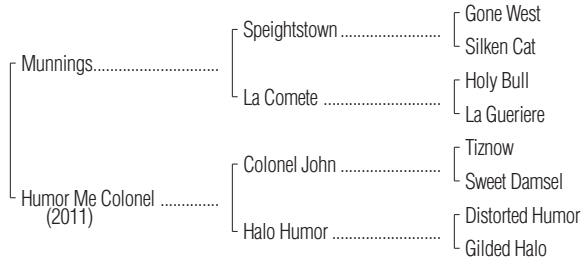 Gone West
Speightstown
Silken Cat
Munnings
Holy Bull
La Comete
La Gueriere
Tiznow
Colonel John
Sweet Damsel
Humor Me Colonel
(2011)
Distorted Humor
Halo Humor
Gilded Halo